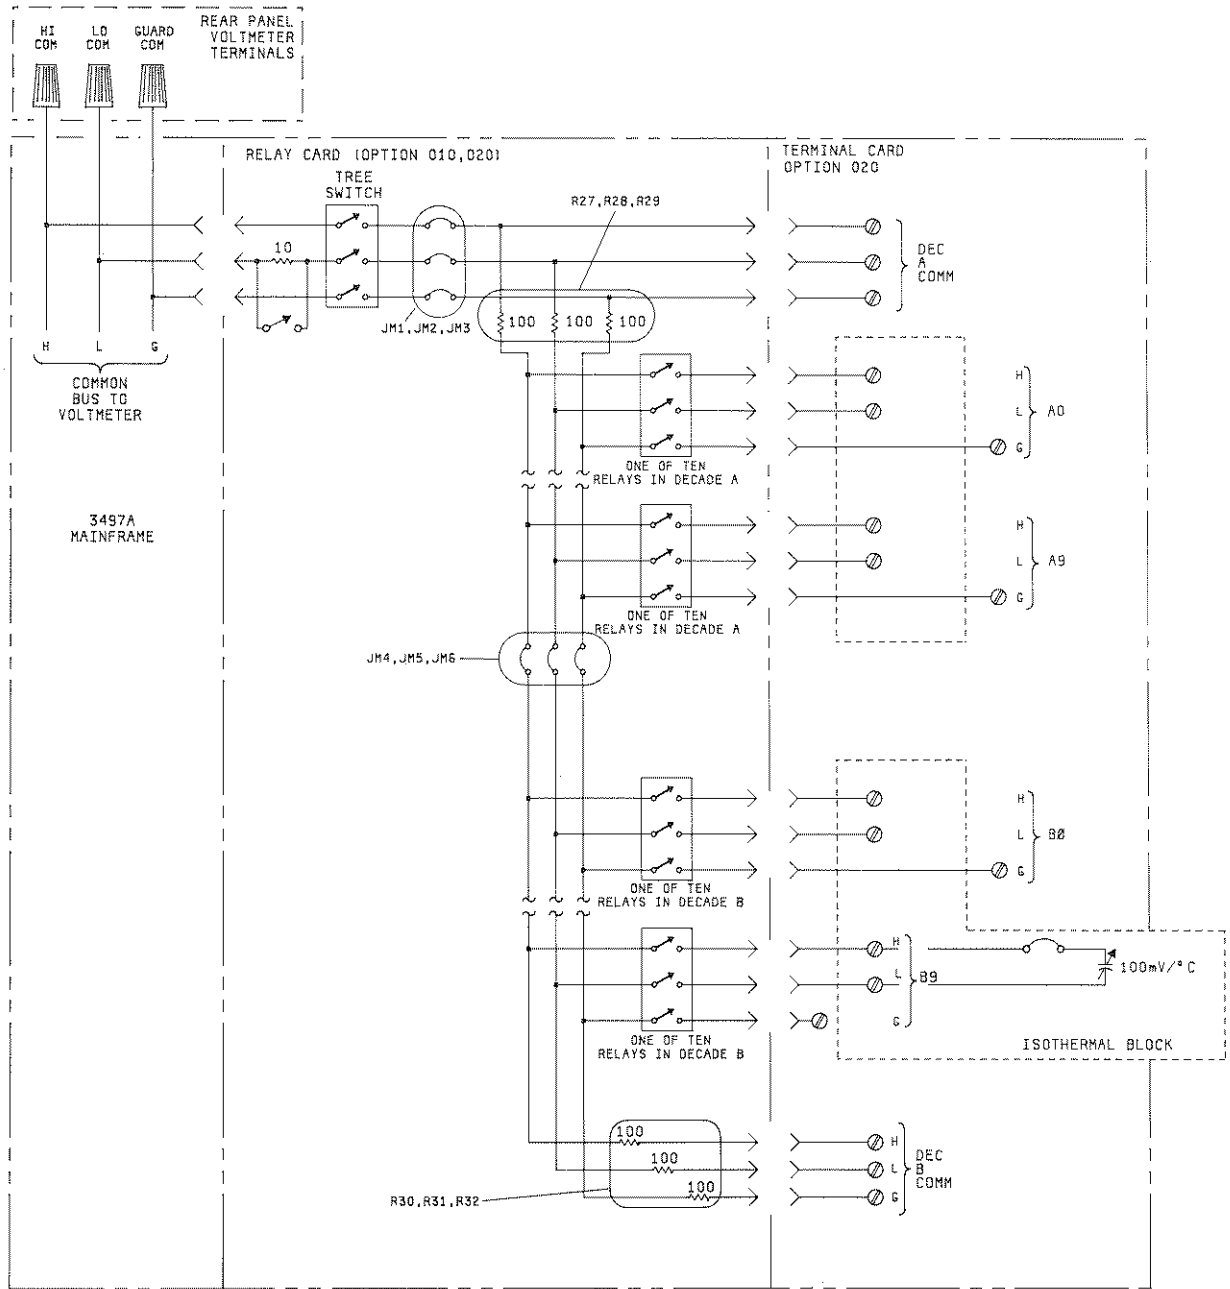 REAR PANEL
VOLTMETER
TERMINALS
HI
COM
LO
COM
GUARD
COM
RELAY CARD (OPTION 010,020)
TERMINAL CARD
OPTION 020
TREE
SWITCH
R27,R28,R29
10
DEC
A
COMM
JM1,JM2,JM3
100
100
100
H
L
G
COMMON
BUS TO
VOLTMETER
H
L
G
A0
ONE OF TEN
RELAYS IN DECADE A
3497A
MAINFRAME
H
L
G
A9
ONE OF TEN
RELAYS IN DECADE A
JM4,JM5,JM6
H
L
G
BØ
ONE OF TEN
RELAYS IN DECADE B
H
L
G
B9
100mV/°C
ONE OF TEN
RELAYS IN DECADE B
ISOTHERMAL BLOCK
100
100
100
H
L
G
DEC
B
COMM
R30,R31,R32